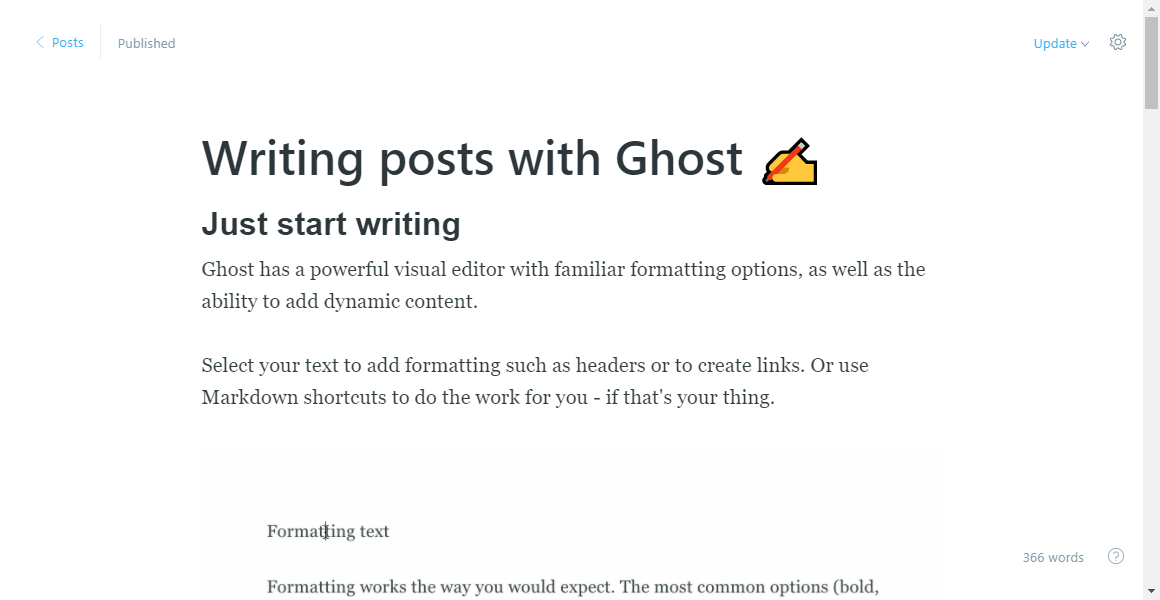 Posts
Published
Update
Writing posts with Ghost ✍
Just start writing
Ghost has a powerful visual editor with familiar formatting options, as well as the
ability to add dynamic content.
Select your text to add formatting such as headers or to create links. Or use
Markdown shortcuts to do the work for you - if that's your thing.
Formatting text
366 words
Formatting works the way you would expect. The most common options (bold,